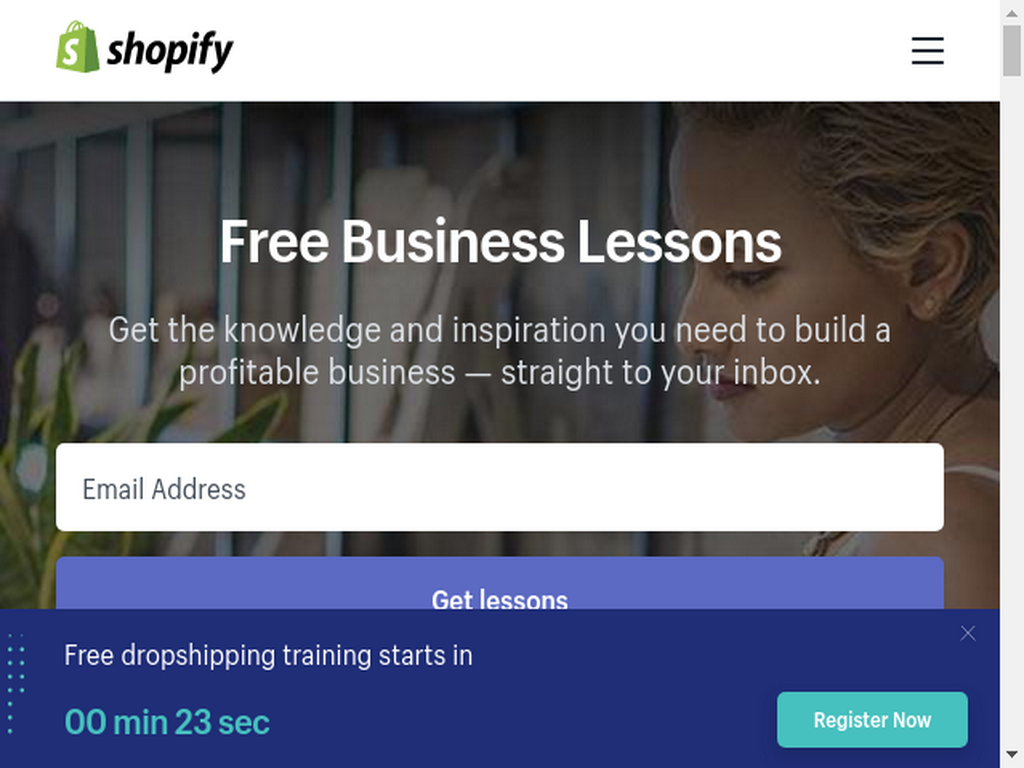 shopify
Free Business Lessons
Get the knowledge and inspiration you need to build a
profitable business — straight to your inbox.
Email Address
Get lessons
Free dropshipping training starts in
00 min 23 sec
Register Now